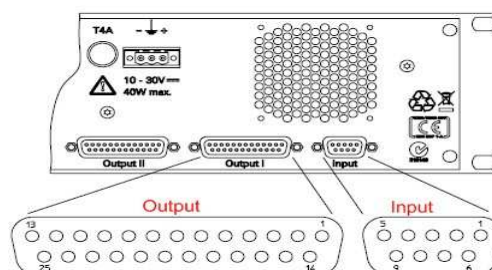 T4A
- +
10 - 30V
40W max.
Output II
Output I
Input
Output
Input
13
1
25
14
5
1
9
6